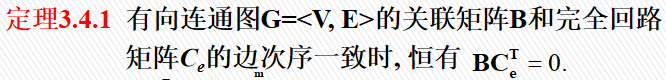 定理3.4.1 有向连通图G=<V, E>的关联矩阵B和完全回路
矩阵Cₑ的边次序一致时, 恒有 BCₑᵀ = 0.
m